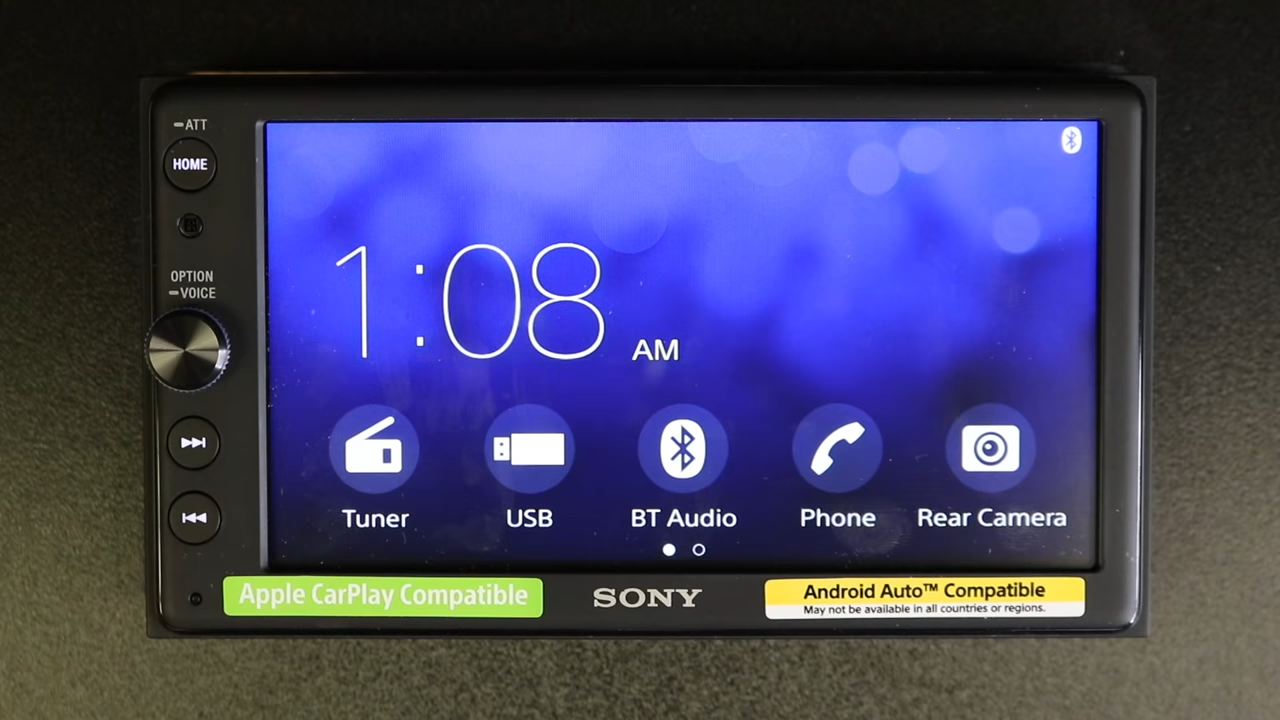 ATT
HOME
OPTION
VOICE
1:08 AM
Tuner
USB
BT Audio
Phone
Rear Camera
Apple CarPlay Compatible
SONY
Android Auto™ Compatible
May not be available in all countries or regions.